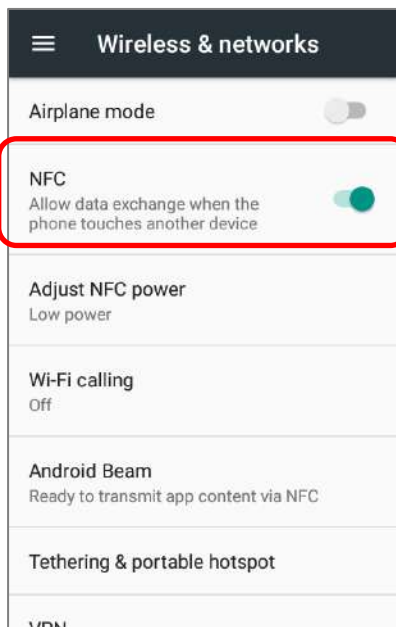 Wireless & networks
Airplane mode
NFC
Allow data exchange when the
phone touches another device
Adjust NFC power
Low power
Wi-Fi calling
Off
Android Beam
Ready to transmit app content via NFC
Tethering & portable hotspot
VPN